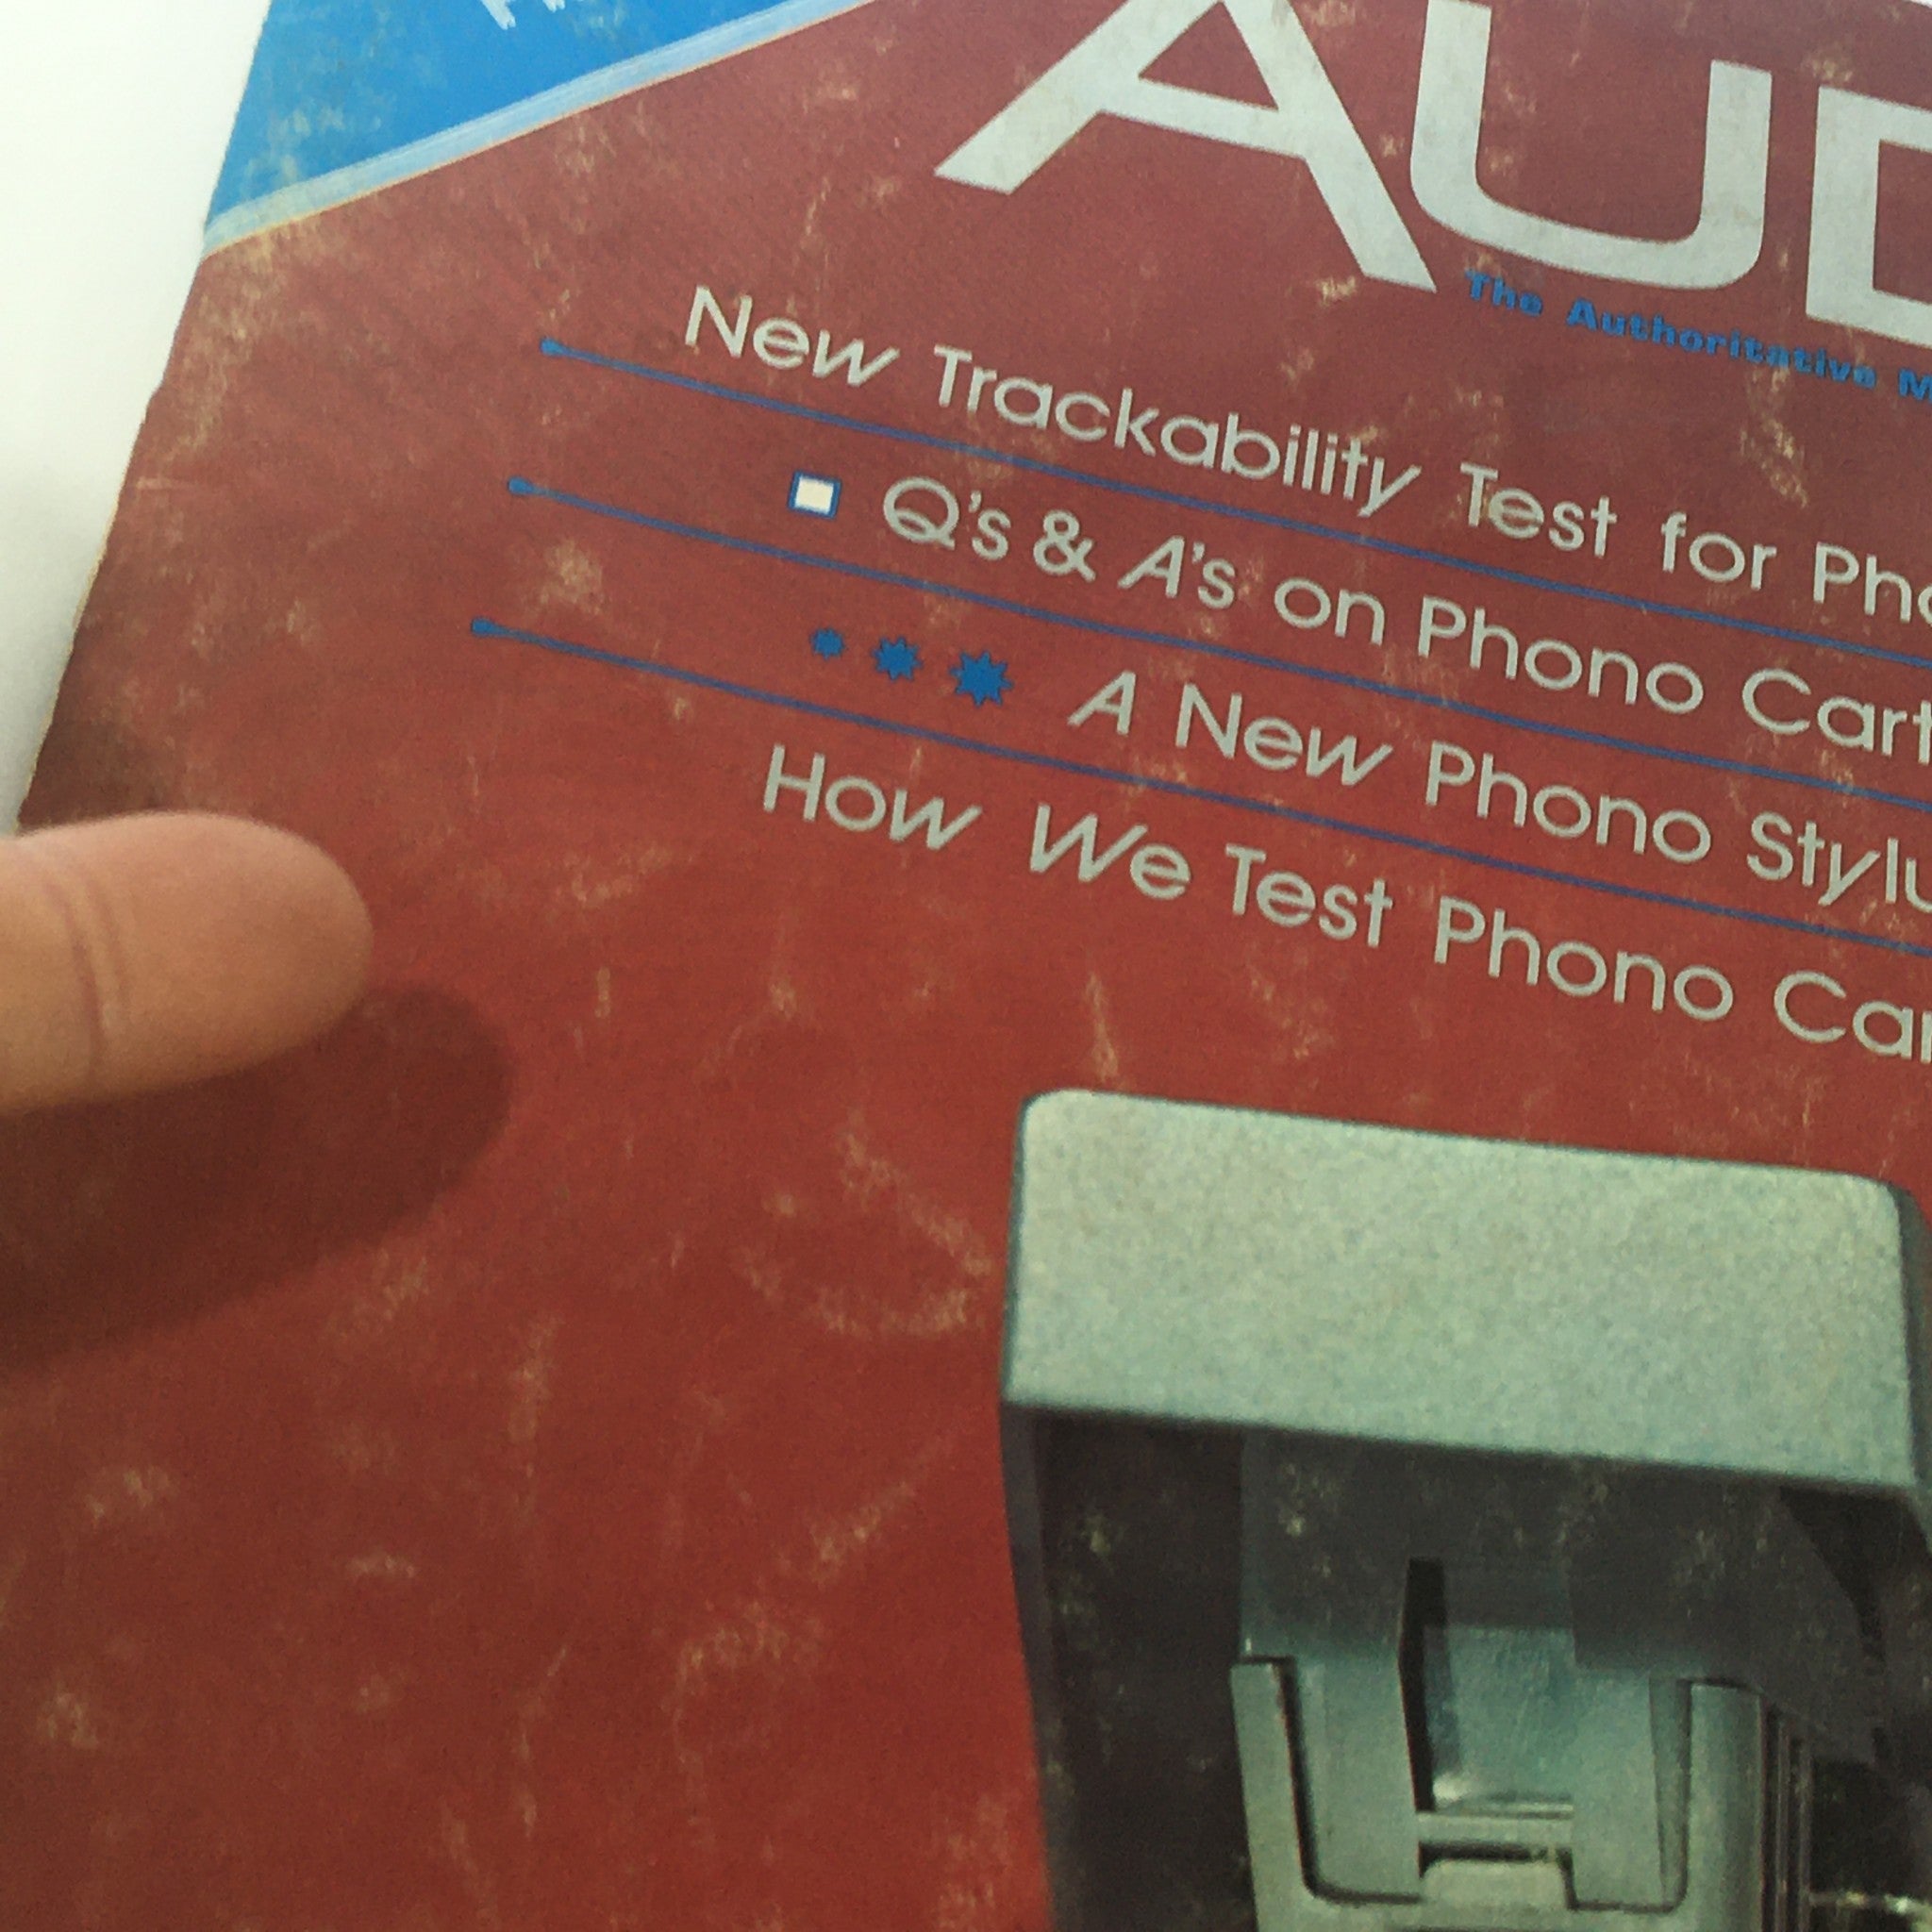 AUD
The Authoritative M
New Trackability Test for Pho
Q's & A's on Phono Cart
A New Phono Stylu
How We Test Phono Car